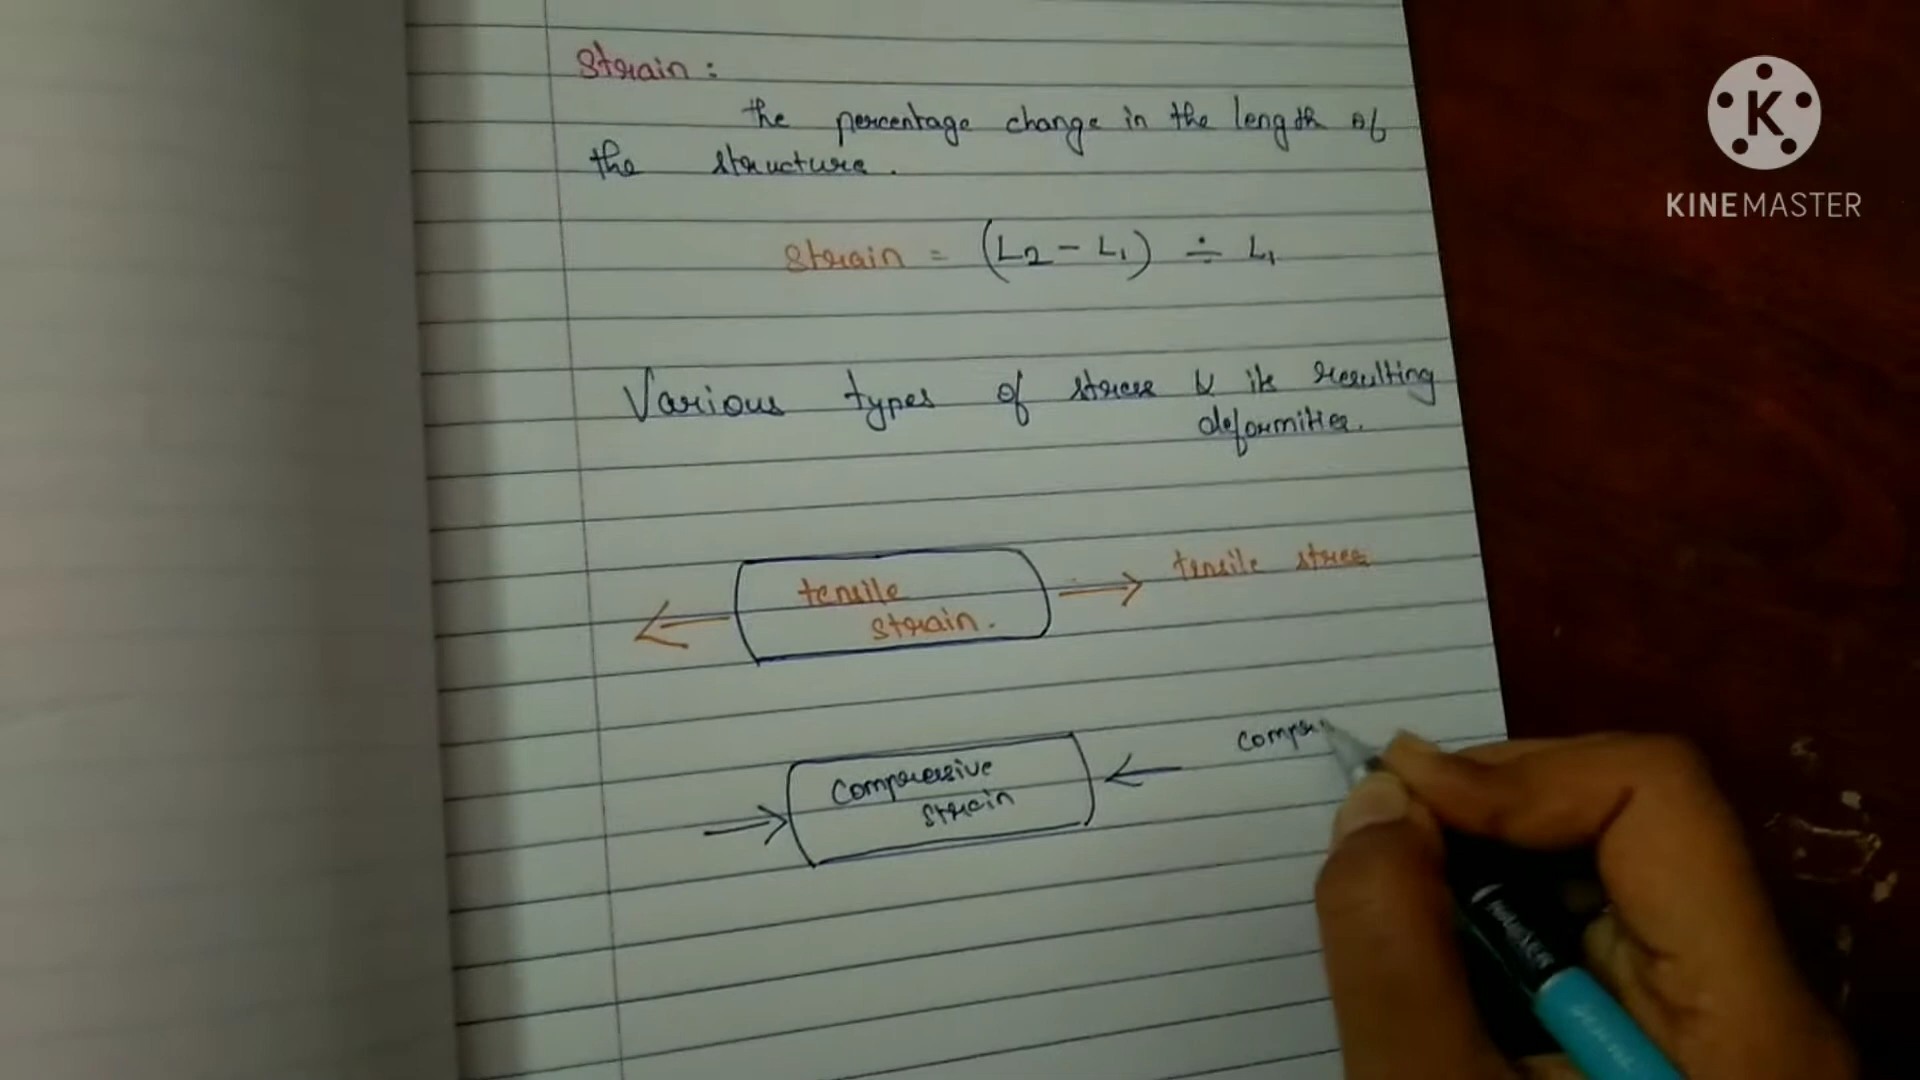 Strain :
the percentage change in the length of
the structure.
Strain = (L2 - L1) ÷ L1
Various types of stress & its resulting
deformities.
tensile stress
tensile
strain.
compr
Compressive
strain
K
KINEMASTER